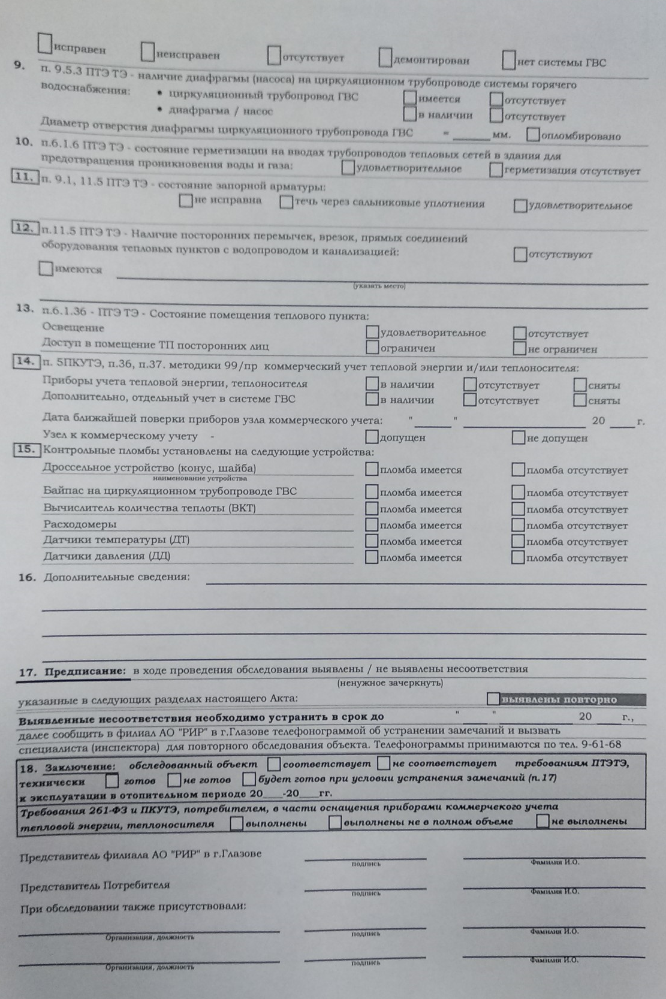 ☐ исправен ☐ неисправен ☐ отсутствует ☐ демонтирован ☐ нет системы ГВС
9. п. 9.5.3 ПТЭ ТЭ - наличие диафрагмы (насоса) на циркуляционном трубопроводе системы горячего
водоснабжения: • циркуляционный трубопровод ГВС ☐ имеется ☐ отсутствует
• диафрагма / насос ☐ в наличии ☐ отсутствует
Диаметр отверстия диафрагмы циркуляционного трубопровода ГВС = ______ мм. ☐ опломбировано
10. п.6.1.6 ПТЭ ТЭ - состояние герметизации на вводах трубопроводов тепловых сетей в здания для
предотвращения проникновения воды и газа: ☐ удовлетворительное ☐ герметизация отсутствует
11. п. 9.1, 11.5 ПТЭ ТЭ - состояние запорной арматуры:
☐ не исправна ☐ течь через сальниковые уплотнения ☐ удовлетворительное
12. п.11.5 ПТЭ ТЭ - Наличие посторонних перемычек, врезок, прямых соединений
оборудования тепловых пунктов с водопроводом и канализацией: ☐ отсутствуют
☐ имеются
(указать место)
13. п.6.1.36 - ПТЭ ТЭ - Состояние помещения теплового пункта:
Освещение ☐ удовлетворительное ☐ отсутствует
Доступ в помещение ТП посторонних лиц ☐ ограничен ☐ не ограничен
14. п. 5ПКУТЭ, п.36, п.37. методики 99/пр коммерческий учет тепловой энергии и/или теплоносителя:
Приборы учета тепловой энергии, теплоносителя ☐ в наличии ☐ отсутствует ☐ сняты
Дополнительно, отдельный учет в системе ГВС ☐ в наличии ☐ отсутствует ☐ сняты
Дата ближайшей поверки приборов узла коммерческого учета: "______" ____________ 20 ____ г.
Узел к коммерческому учету - ☐ допущен ☐ не допущен
15. Контрольные пломбы установлены на следующие устройства:
Дроссельное устройство (конус, шайба) ☐ пломба имеется ☐ пломба отсутствует
наименование устройства
Байпас на циркуляционном трубопроводе ГВС ☐ пломба имеется ☐ пломба отсутствует
Вычислитель количества теплоты (ВКТ) ☐ пломба имеется ☐ пломба отсутствует
Расходомеры ☐ пломба имеется ☐ пломба отсутствует
Датчики температуры (ДТ) ☐ пломба имеется ☐ пломба отсутствует
Датчики давления (ДД) ☐ пломба имеется ☐ пломба отсутствует
16. Дополнительные сведения:
17. Предписание: в ходе проведения обследования выявлены / не выявлены несоответствия
(ненужное зачеркнуть)
указанные в следующих разделах настоящего Акта: ☐ выявлены повторно
Выявленные несоответствия необходимо устранить в срок до "____" ____________ 20 ____ г.,
далее сообщить в филиал АО "РИР" в г.Глазове телефонограммой об устранении замечаний и вызвать
специалиста (инспектора) для повторного обследования объекта. Телефонограммы принимаются по тел. 9-61-68
18. Заключение: обследованный объект ☐ соответствует ☐ не соответствует требованиям ПТЭТЭ,
технически ☐ готов ☐ не готов ☐ будет готов при условии устранения замечаний (п.17)
к эксплуатации в отопительном периоде 20____-20____гг.
Требования 261-ФЗ и ПКУТЭ, потребителем, в части оснащения приборами коммерчекого учета
тепловой энергии, теплоносителя ☐ выполнены ☐ выполнены не в полном объеме ☐ не выполнены
Представитель филиала АО "РИР" в г.Глазове
подпись Фамилия И.О.
Представитель Потребителя
подпись Фамилия И.О.
При обследовании также присутствовали:
Организация, должность подпись Фамилия И.О.
Организация, должность подпись Фамилия И.О.